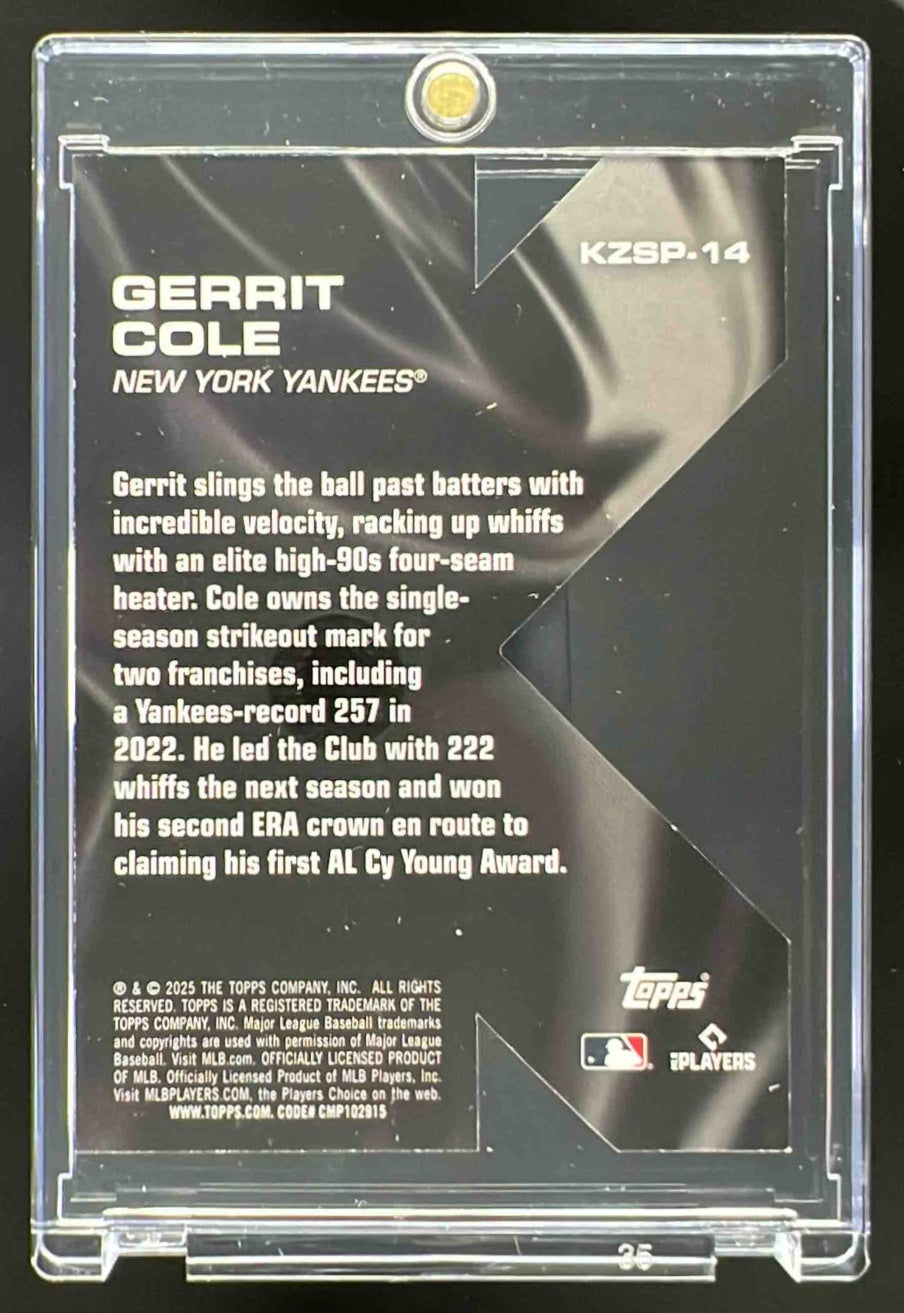 KZSP-14
GERRIT
COLE
NEW YORK YANKEES®
Gerrit slings the ball past batters with
incredible velocity, racking up whiffs
with an elite high-90s four-seam
heater. Cole owns the single-
season strikeout mark for
two franchises, including
a Yankees-record 257 in
2022. He led the Club with 222
whiffs the next season and won
his second ERA crown en route to
claiming his first AL Cy Young Award.
® & © 2025 THE TOPPS COMPANY, INC. ALL RIGHTS
RESERVED. TOPPS IS A REGISTERED TRADEMARK OF THE
TOPPS COMPANY, INC. Major League Baseball trademarks
and copyrights are used with permission of Major League
Baseball. Visit MLB.com. OFFICIALLY LICENSED PRODUCT
OF MLB. Officially Licensed Product of MLB Players, Inc.
Visit MLBPLAYERS.COM, the Players Choice on the web.
WWW.TOPPS.COM. CODE# CMP102915
Topps®
MLB PLAYERS
35